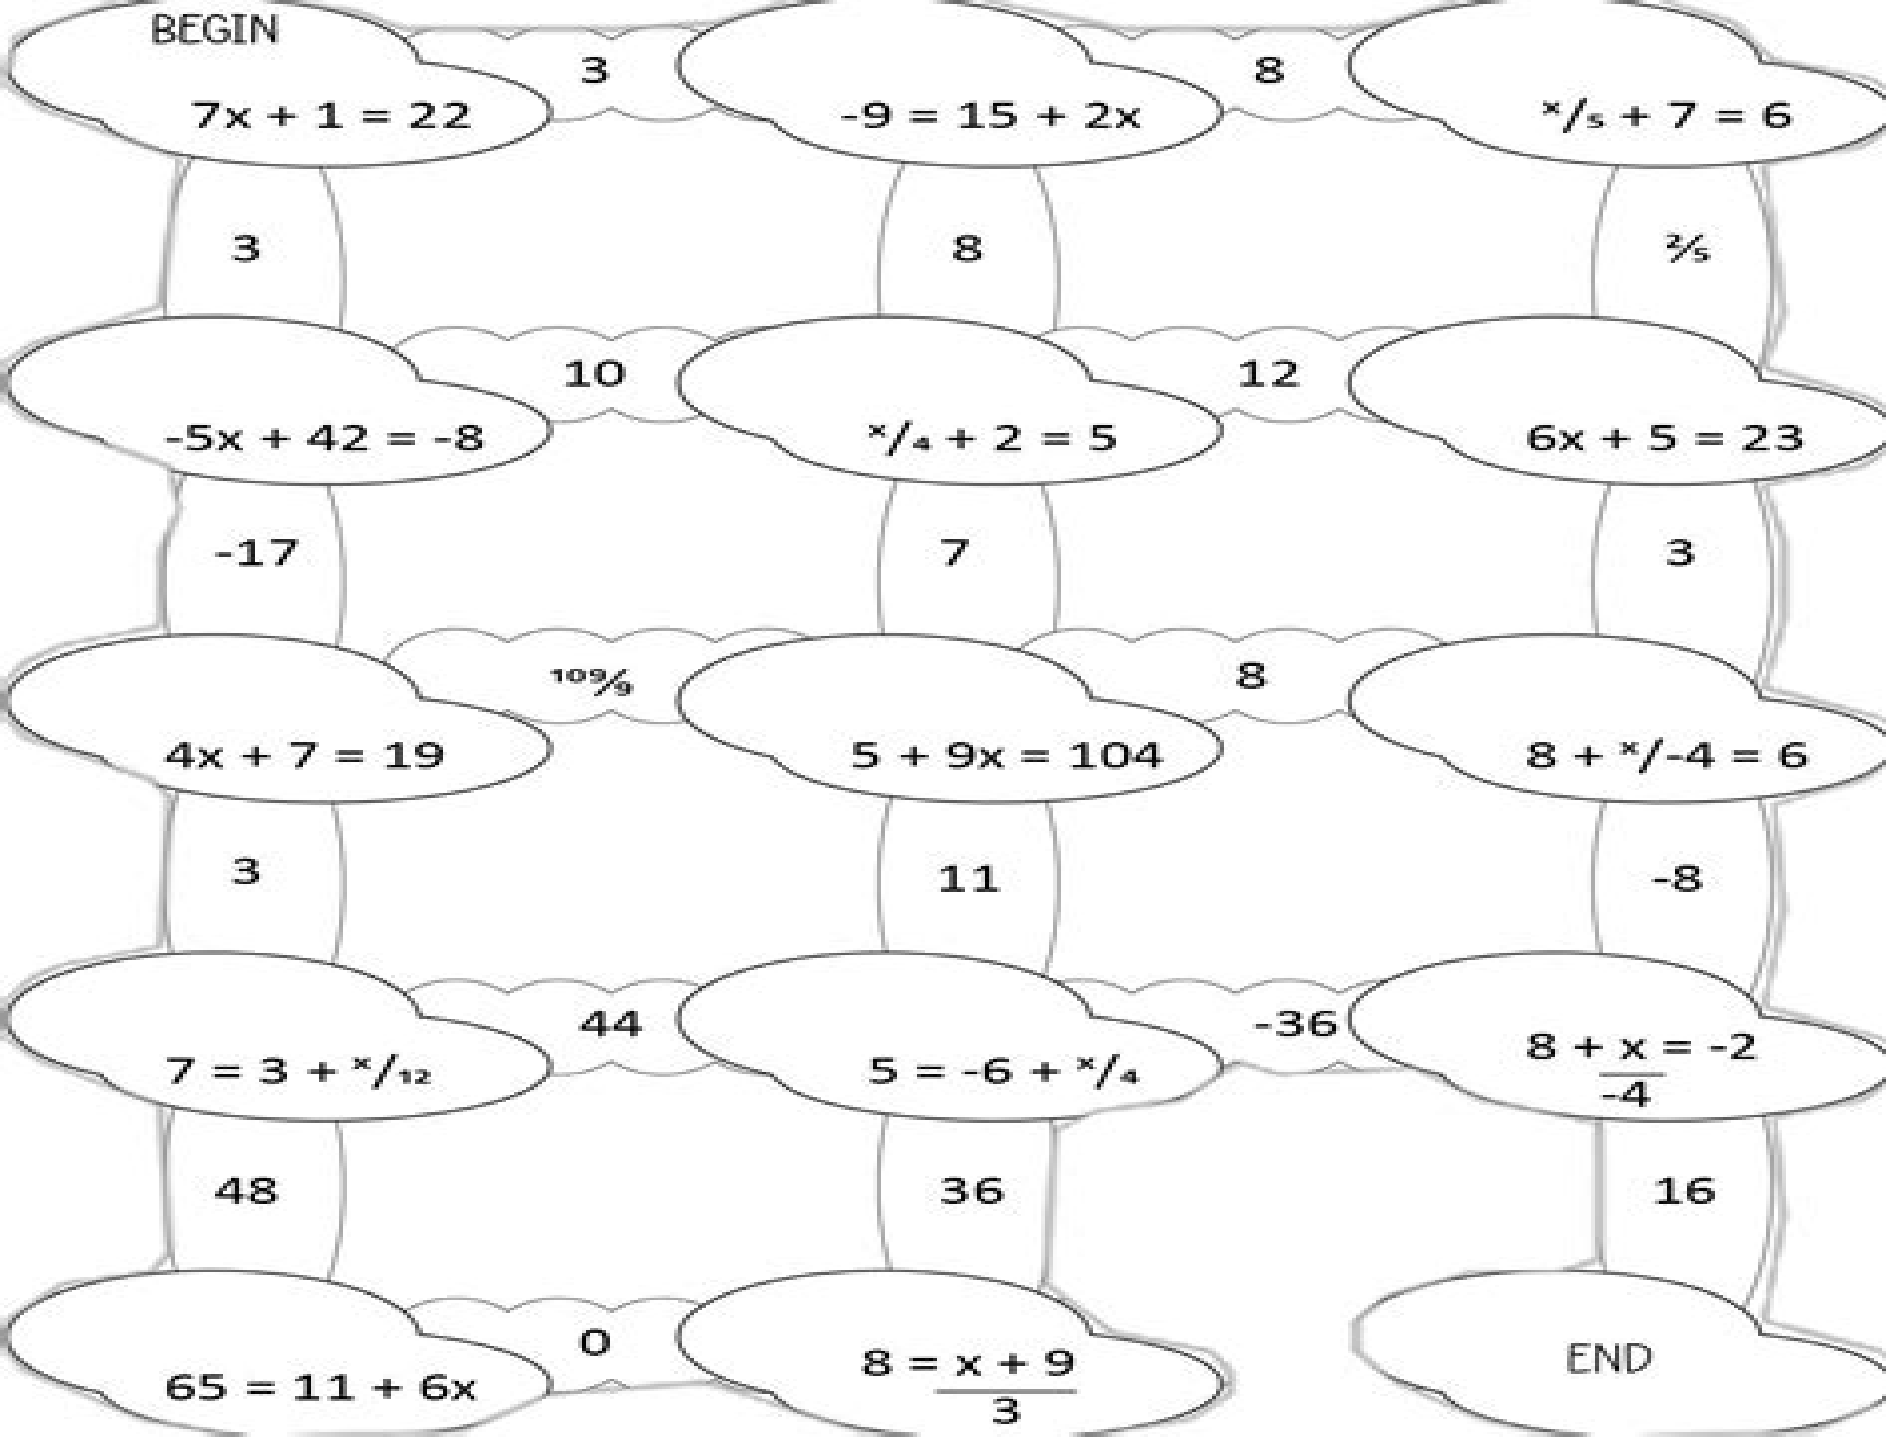 BEGIN
7x + 1 = 22
3
-9 = 15 + 2x
8
ˣ/₅ + 7 = 6
3
8
⅖
-5x + 42 = -8
10
ˣ/₄ + 2 = 5
12
6x + 5 = 23
-17
7
3
4x + 7 = 19
¹⁰⁹⁄₉
5 + 9x = 104
8
8 + ˣ/-4 = 6
3
11
-8
7 = 3 + ˣ/₁₂
44
5 = -6 + ˣ/₄
-36
8 + x = -2
-4
48
36
16
65 = 11 + 6x
0
8 = x + 9
3
END